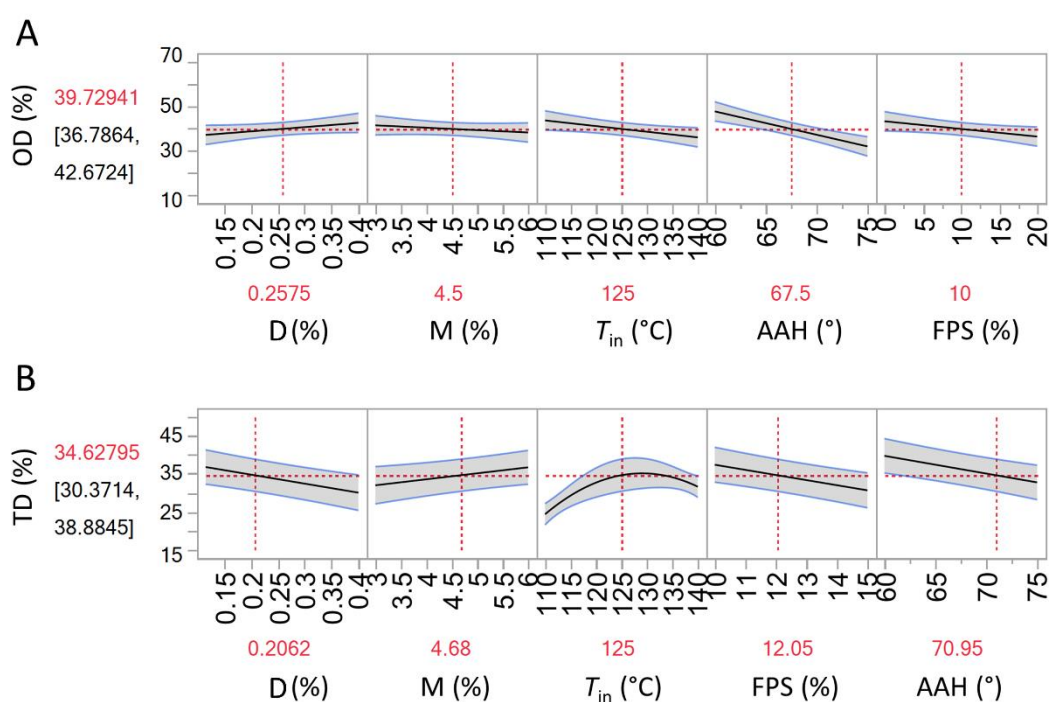 A
OD (%)
39.72941
[36.7864,
42.6724]
70
50
30
10
0.15 0.2 0.25 0.3 0.35 0.4
3 3.5 4 4.5 5 5.5 6
110 115 120 125 130 135 140
60 65 70 75
0 5 10 15 20
0.2575 4.5 125 67.5 10
D (%) M (%) Tin (°C) AAH (°) FPS (%)
B
TD (%)
34.62795
[30.3714,
38.8845]
45
35
25
15
0.15 0.2 0.25 0.3 0.35 0.4
3 3.5 4 4.5 5 5.5 6
110 115 120 125 130 135 140
10 11 12 13 14 15
60 65 70 75
0.2062 4.68 125 12.05 70.95
D (%) M (%) Tin (°C) FPS (%) AAH (°)